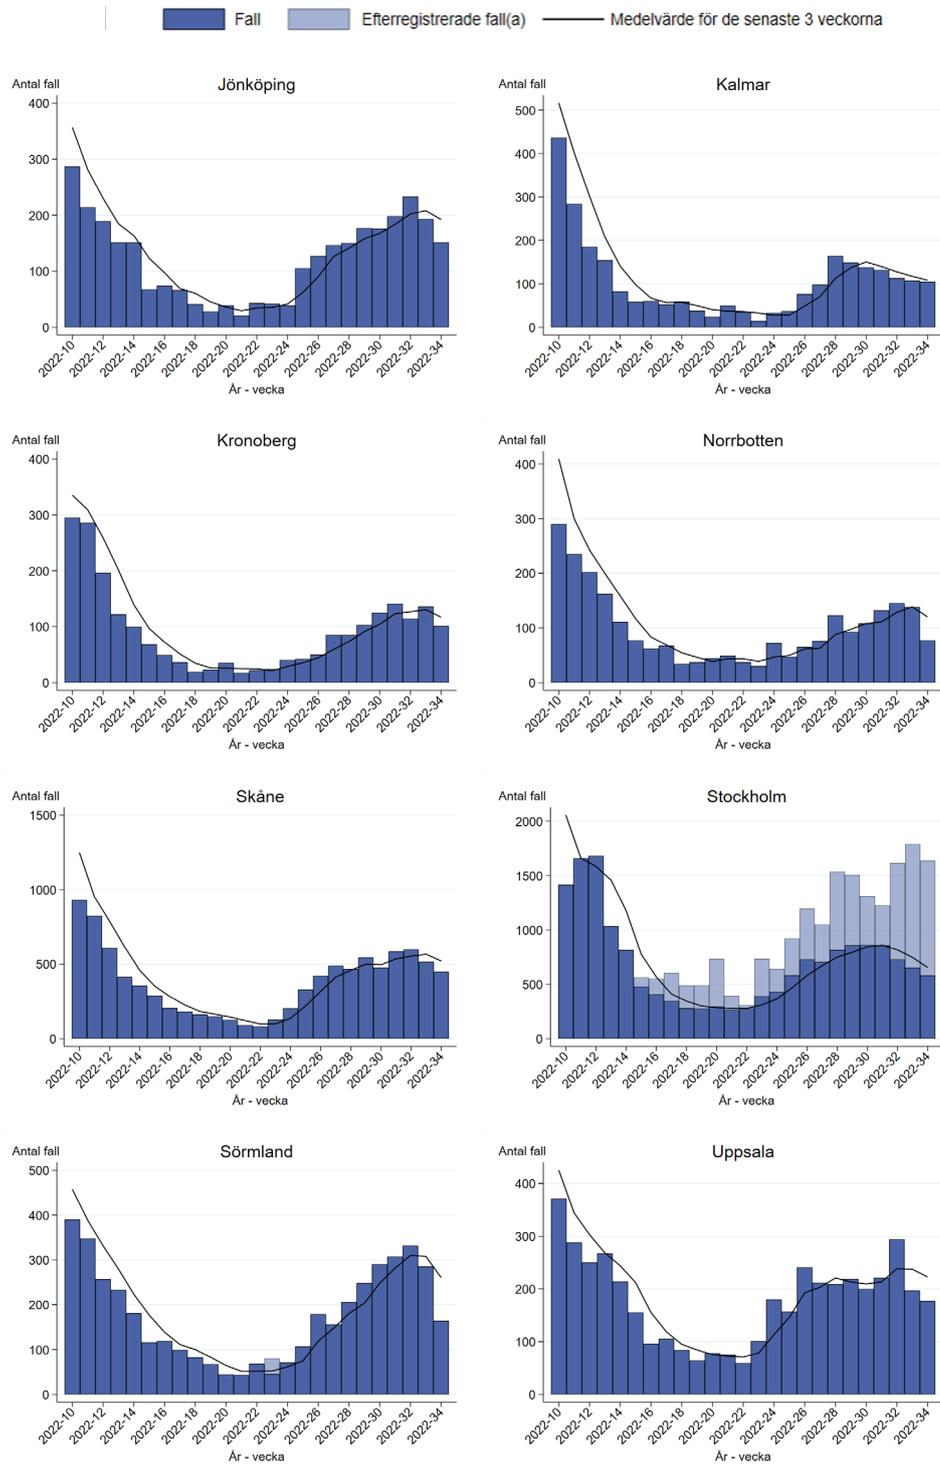 Fall Efterregistrerade fall(a) Medelvärde för de senaste 3 veckorna
Antal fall
Jönköping
400
300
200
100
0
2022-10 2022-12 2022-14 2022-16 2022-18 2022-20 2022-22 2022-24 2022-26 2022-28 2022-30 2022-32 2022-34
År - vecka
Antal fall
Kalmar
500
400
300
200
100
0
2022-10 2022-12 2022-14 2022-16 2022-18 2022-20 2022-22 2022-24 2022-26 2022-28 2022-30 2022-32 2022-34
År - vecka
Antal fall
Kronoberg
400
300
200
100
0
2022-10 2022-12 2022-14 2022-16 2022-18 2022-20 2022-22 2022-24 2022-26 2022-28 2022-30 2022-32 2022-34
År - vecka
Antal fall
Norrbotten
400
300
200
100
0
2022-10 2022-12 2022-14 2022-16 2022-18 2022-20 2022-22 2022-24 2022-26 2022-28 2022-30 2022-32 2022-34
År - vecka
Antal fall
Skåne
1500
1000
500
0
2022-10 2022-12 2022-14 2022-16 2022-18 2022-20 2022-22 2022-24 2022-26 2022-28 2022-30 2022-32 2022-34
År - vecka
Antal fall
Stockholm
2000
1500
1000
500
0
2022-10 2022-12 2022-14 2022-16 2022-18 2022-20 2022-22 2022-24 2022-26 2022-28 2022-30 2022-32 2022-34
År - vecka
Antal fall
Sörmland
500
400
300
200
100
0
2022-10 2022-12 2022-14 2022-16 2022-18 2022-20 2022-22 2022-24 2022-26 2022-28 2022-30 2022-32 2022-34
År - vecka
Antal fall
Uppsala
400
300
200
100
0
2022-10 2022-12 2022-14 2022-16 2022-18 2022-20 2022-22 2022-24 2022-26 2022-28 2022-30 2022-32 2022-34
År - vecka